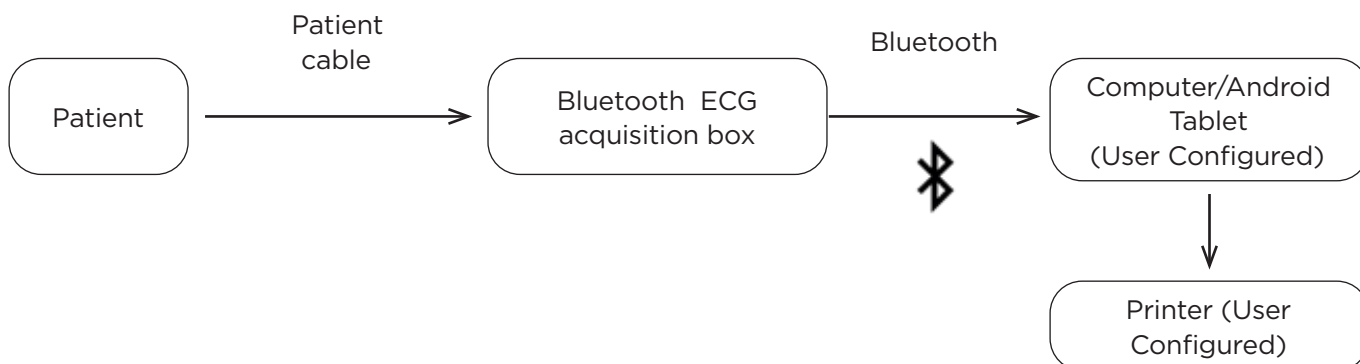 Patient
cable
Bluetooth
Patient
Bluetooth ECG
acquisition box
Computer/Android
Tablet
(User Configured)
Printer (User
Configured)